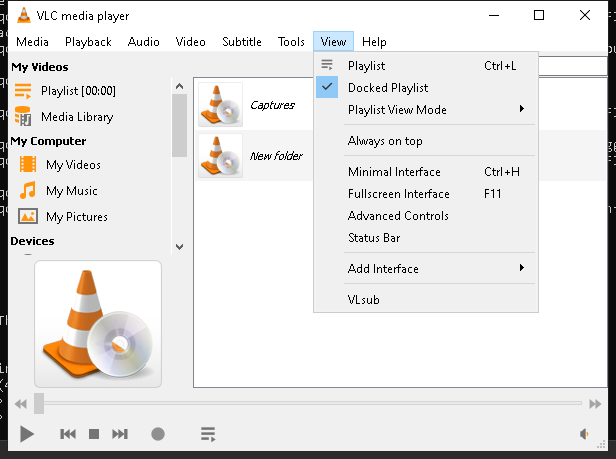 VLC media player
Media Playback Audio Video Subtitle Tools View Help
My Videos
Playlist [00:00]
Media Library
My Computer
My Videos
My Music
My Pictures
Devices
Captures
New folder
Playlist Ctrl+L
Docked Playlist
Playlist View Mode
Always on top
Minimal Interface Ctrl+H
Fullscreen Interface F11
Advanced Controls
Status Bar
Add Interface
VLsub